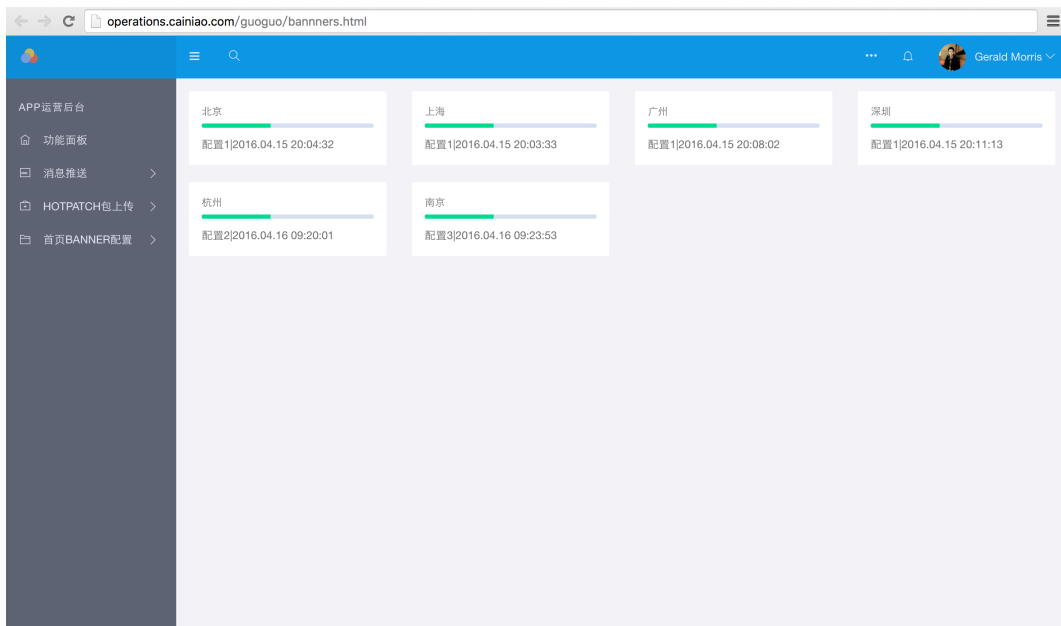 operations.cainiao.com/guoguo/bannners.html
Gerald Morris
APP运营后台
功能面板
消息推送
HOTPATCH包上传
首页BANNER配置
北京
配置1|2016.04.15 20:04:32
上海
配置1|2016.04.15 20:03:33
广州
配置1|2016.04.15 20:08:02
深圳
配置1|2016.04.15 20:11:13
杭州
配置2|2016.04.16 09:20:01
南京
配置3|2016.04.16 09:23:53